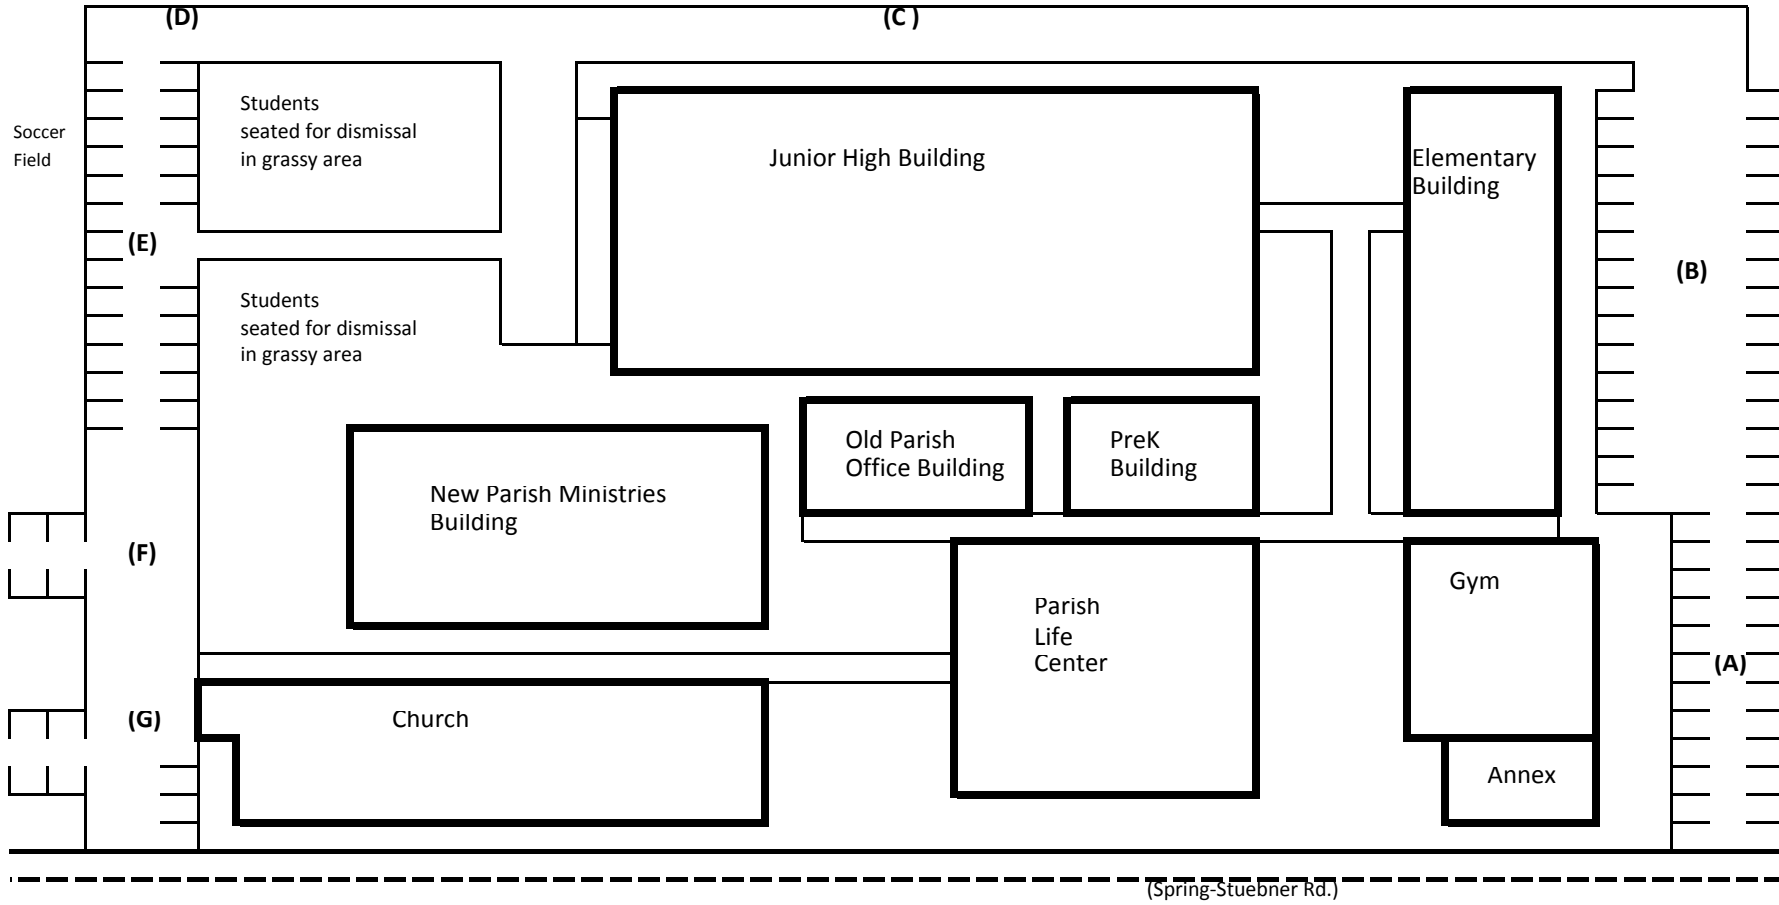 (D)
(C )
Students
seated for dismissal
in grassy area
Soccer
Field
Junior High Building
Elementary
Building
(E)
(B)
Students
seated for dismissal
in grassy area
Old Parish
Office Building
PreK
Building
New Parish Ministries
Building
(F)
Gym
Parish
Life
Center
(A)
(G)
Church
Annex
(Spring-Stuebner Rd.)